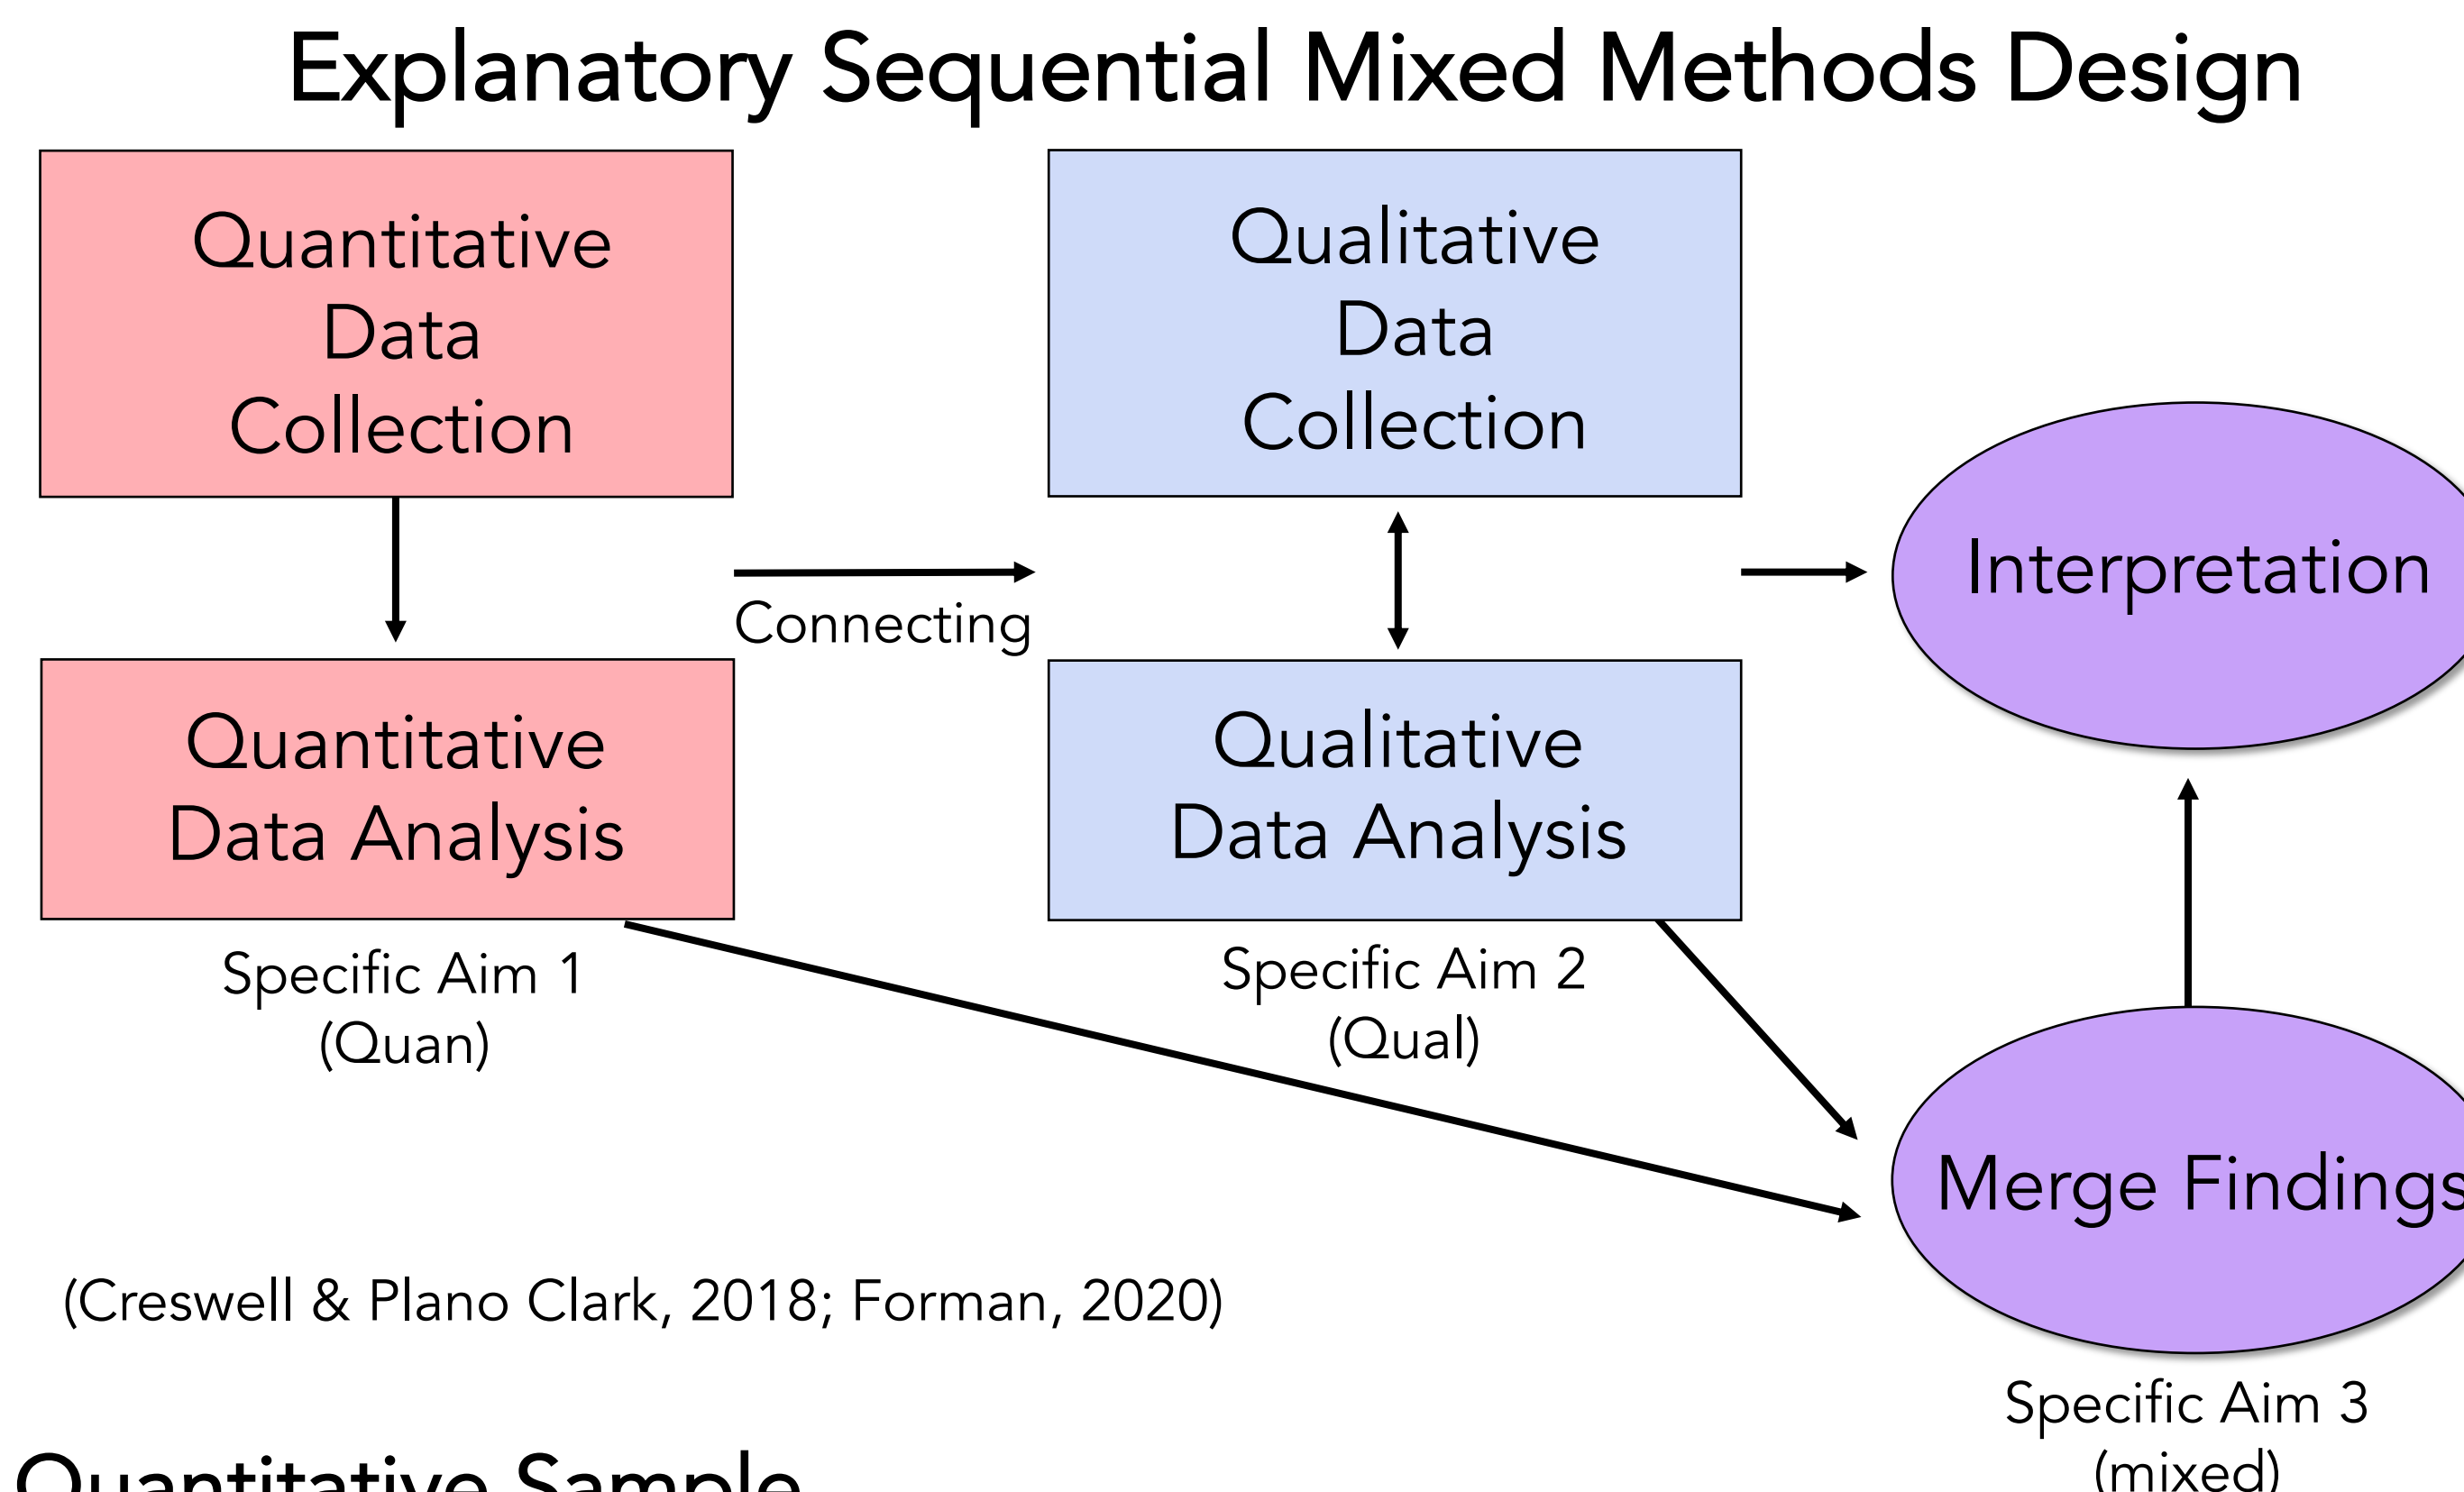 Explanatory Sequential Mixed Methods Design
Quantitative
Data
Collection
Qualitative
Data
Collection
Interpretation
Connecting
Quantitative
Data Analysis
Qualitative
Data Analysis
Specific Aim 1
(Quan)
Specific Aim 2
(Qual)
Merge Findings
(Creswell & Plano Clark, 2018; Forman, 2020)
Specific Aim 3
(mixed)
Quantitative Sample